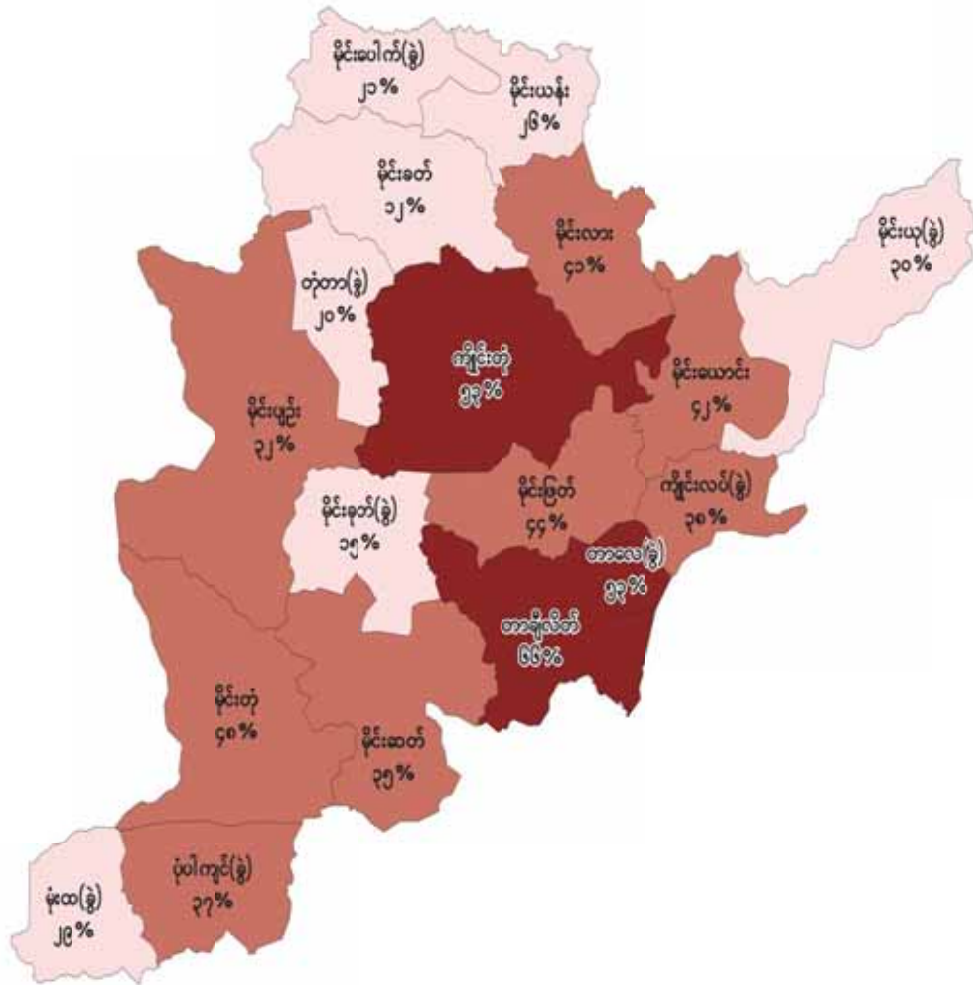 မိုင်းပေါက်(ခွဲ)
၂၁%
မိုင်းယန်း
၂၆%
မိုင်းခတ်
၁၂%
မိုင်းလား
၄၁%
မိုင်းယု(ခွဲ)
၃၀%
တုံတာ(ခွဲ)
၂၀%
ကျိုင်းတုံ
၅၃%
မိုင်းယောင်း
၄၂%
မိုင်းပျဉ်း
၃၂%
မိုင်းခုတ်(ခွဲ)
၁၅%
မိုင်းဖြတ်
၄၄%
ကျိုင်းလပ်(ခွဲ)
၃၈%
တာလေ(ခွဲ)
၅၃%
တာချီလိတ်
၆၆%
မိုင်းတုံ
၄၈%
မိုင်းဆတ်
၃၅%
ပုံပါကျင်(ခွဲ)
၃၇%
မုံးထ(ခွဲ)
၂၉%